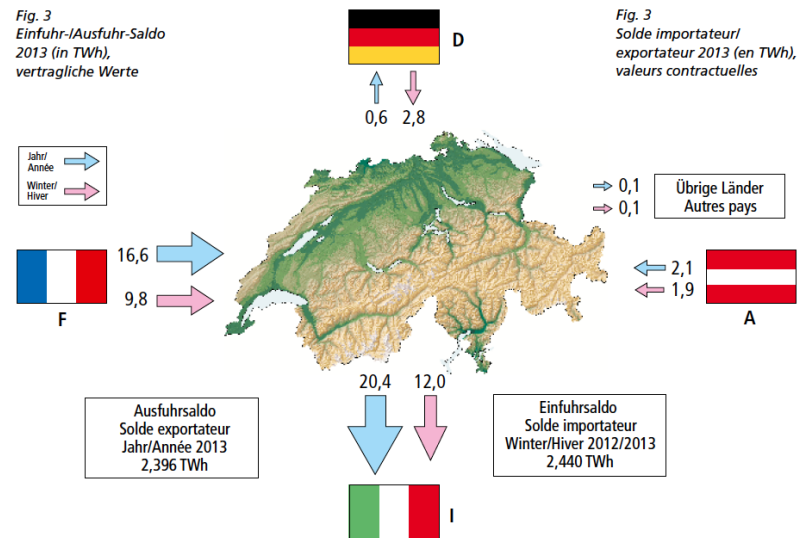 Fig. 3
Einfuhr-/Ausfuhr-Saldo
2013 (in TWh),
vertragliche Werte
D
Fig. 3
Solde importateur/
exportateur 2013 (en TWh),
valeurs contractuelles
0,6 2,8
Jahr/
Année
Winter/
Hiver
0,1
0,1
Übrige Länder
Autres pays
16,6
9,8
F
2,1
1,9
A
20,4 12,0
Ausfuhrsaldo
Solde exportateur
Jahr/Année 2013
2,396 TWh
Einfuhrsaldo
Solde importateur
Winter/Hiver 2012/2013
2,440 TWh
I